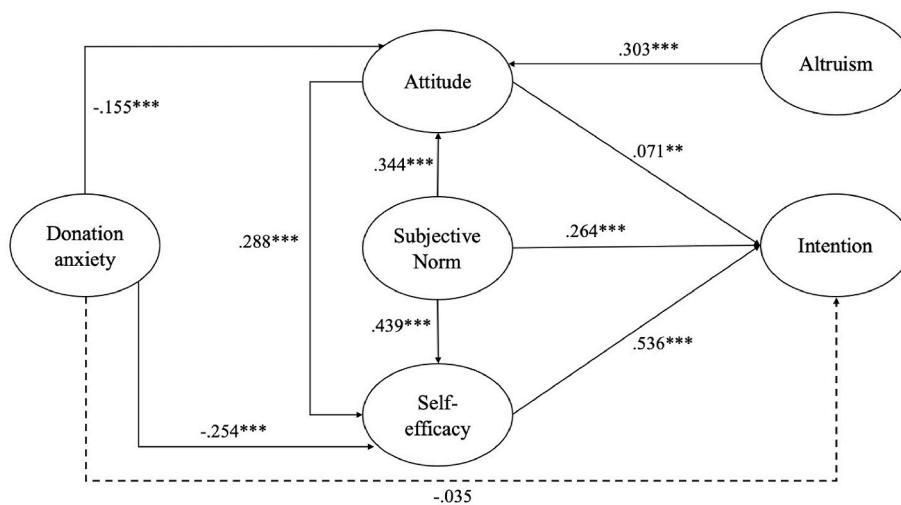 .303***
Attitude
Altruism
-.155***
.071**
.344***
Donation
anxiety
.288***
Subjective
Norm
.264***
Intention
.439***
.536***
Self-
efficacy
-.254***
-.035